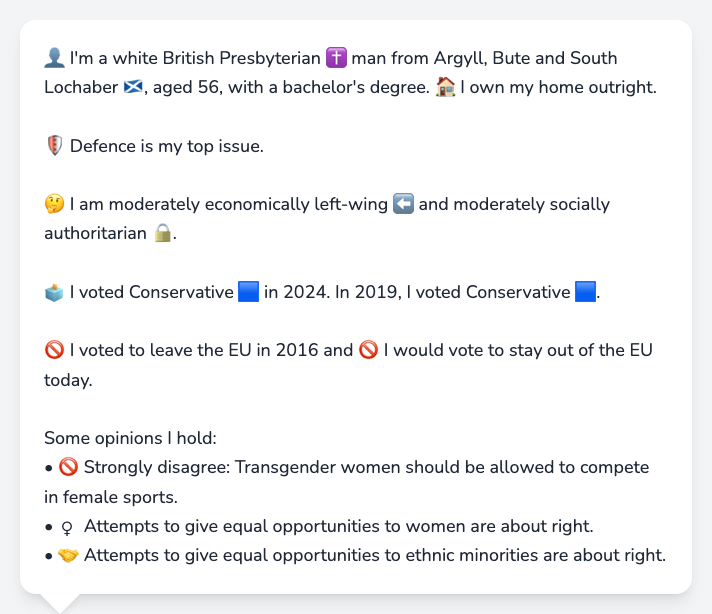 👤 I'm a white British Presbyterian ✝️ man from Argyll, Bute and South
Lochaber 🏴󠁧󠁢󠁳󠁣󠁴󠁿, aged 56, with a bachelor's degree. 🏠 I own my home outright.
🛡️ Defence is my top issue.
🤔 I am moderately economically left-wing ⬅️ and moderately socially
authoritarian 🔒.
🗳️ I voted Conservative 🟦 in 2024. In 2019, I voted Conservative 🟦.
🚫 I voted to leave the EU in 2016 and 🚫 I would vote to stay out of the EU
today.
Some opinions I hold:
• 🚫 Strongly disagree: Transgender women should be allowed to compete
in female sports.
• ♀ Attempts to give equal opportunities to women are about right.
• 🤝 Attempts to give equal opportunities to ethnic minorities are about right.